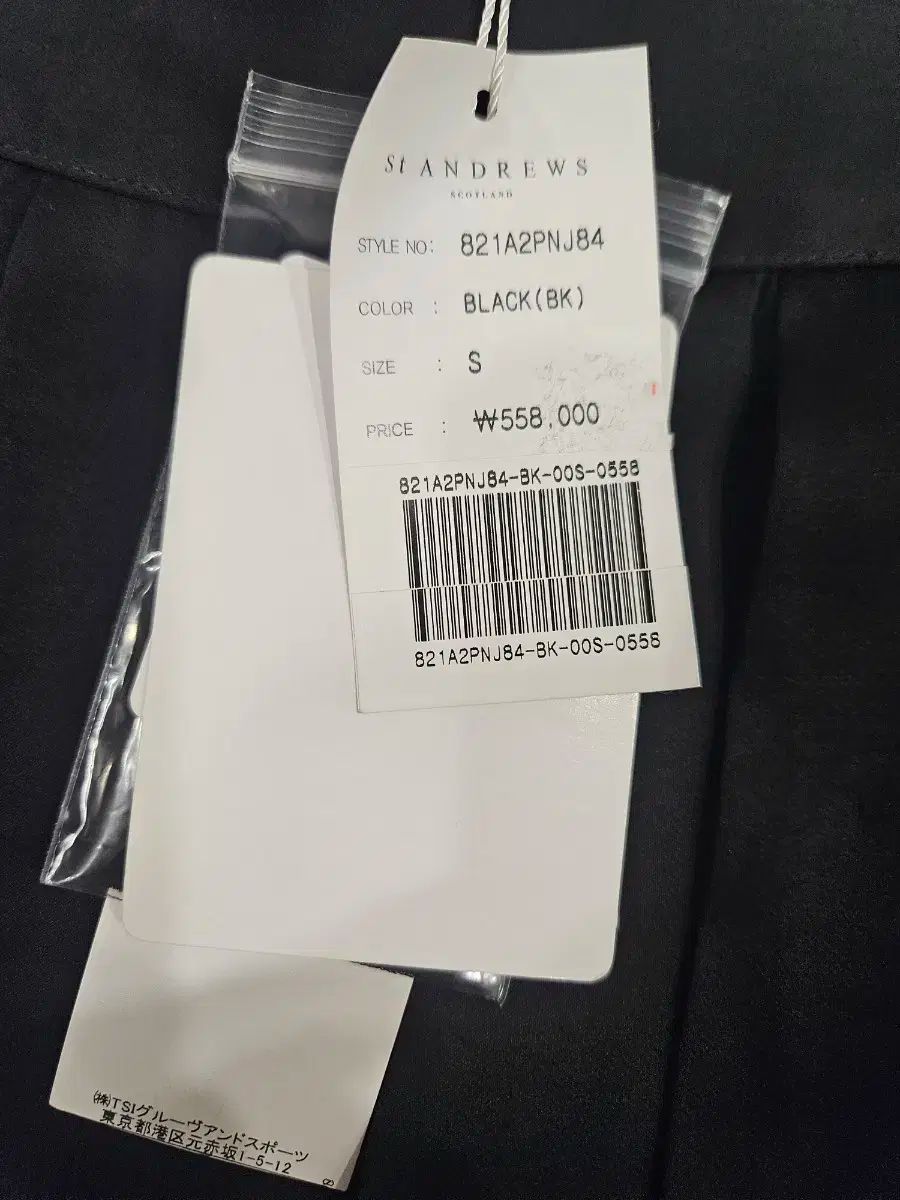 St ANDREWS
SCOTLAND
STYLE NO: 821A2PNJ84
COLOR : BLACK(BK)
SIZE : S
PRICE : ₩558,000
821A2PNJ84-BK-00S-0558
821A2PNJ84-BK-00S-0558
(株)TSIグルーヴアンドスポーツ
東京都港区元赤坂1-5-12